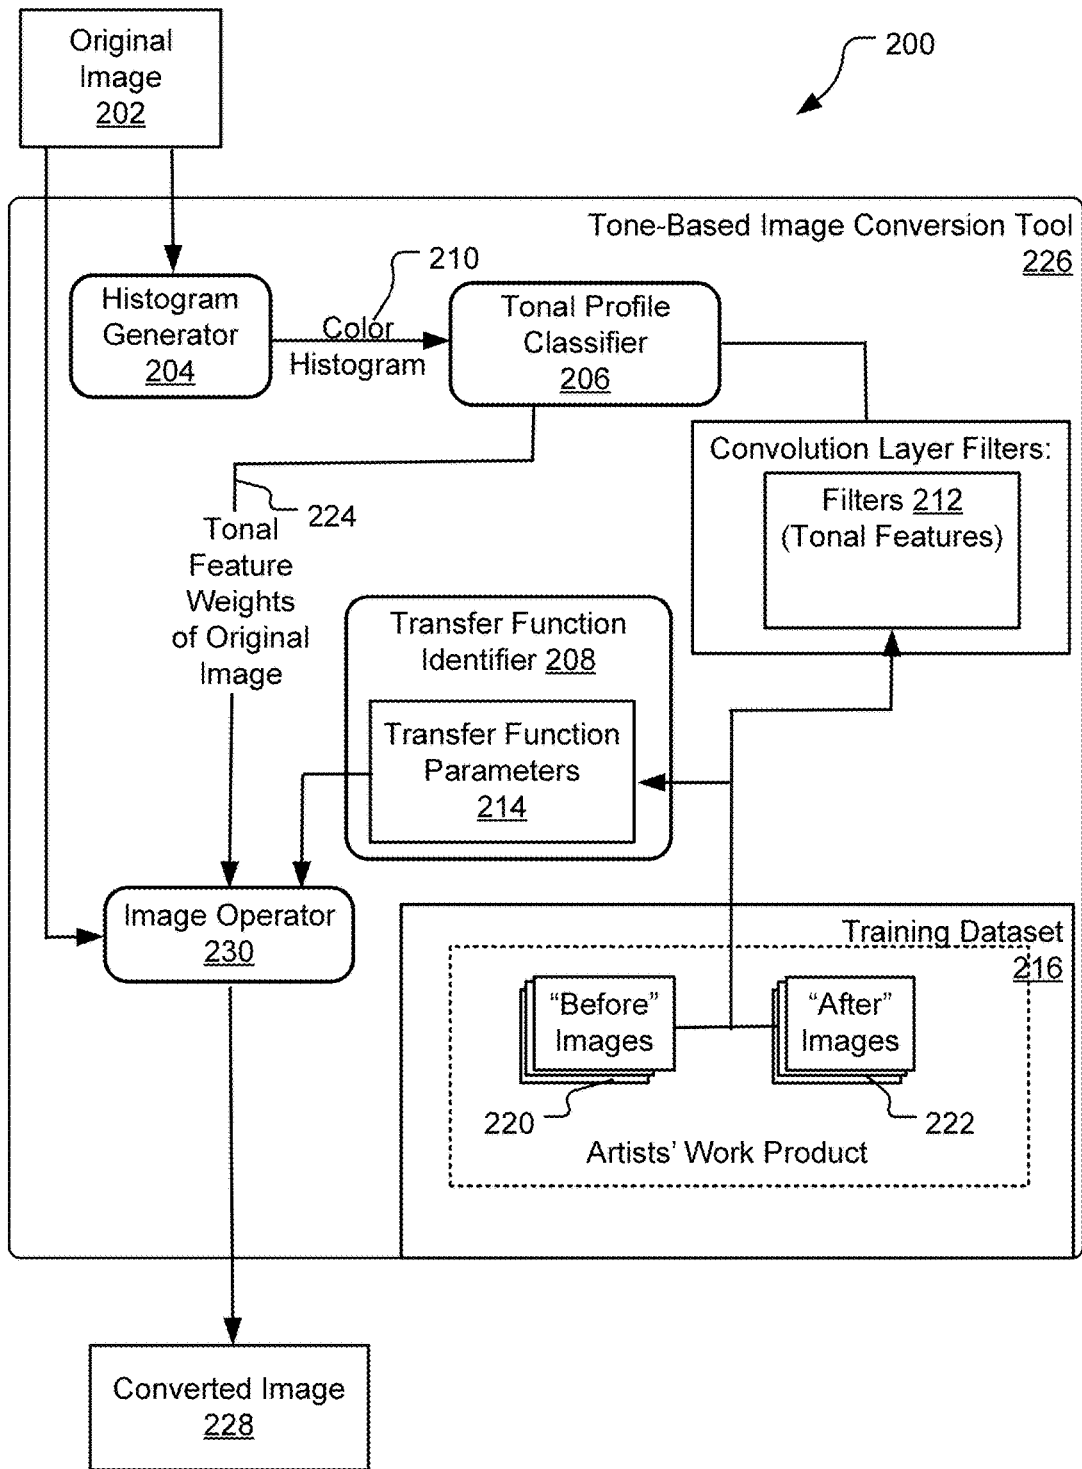 Original
Image
202
200
Tone-Based Image Conversion Tool
226
Histogram
Generator
204
210
Color
Histogram
Tonal Profile
Classifier
206
Convolution Layer Filters:
Filters 212
(Tonal Features)
224
Tonal
Feature
Weights
of Original
Image
Transfer Function
Identifier 208
Transfer Function
Parameters
214
Image Operator
230
Training Dataset
216
“Before”
Images
“After”
Images
220
222
Artists’ Work Product
Converted Image
228